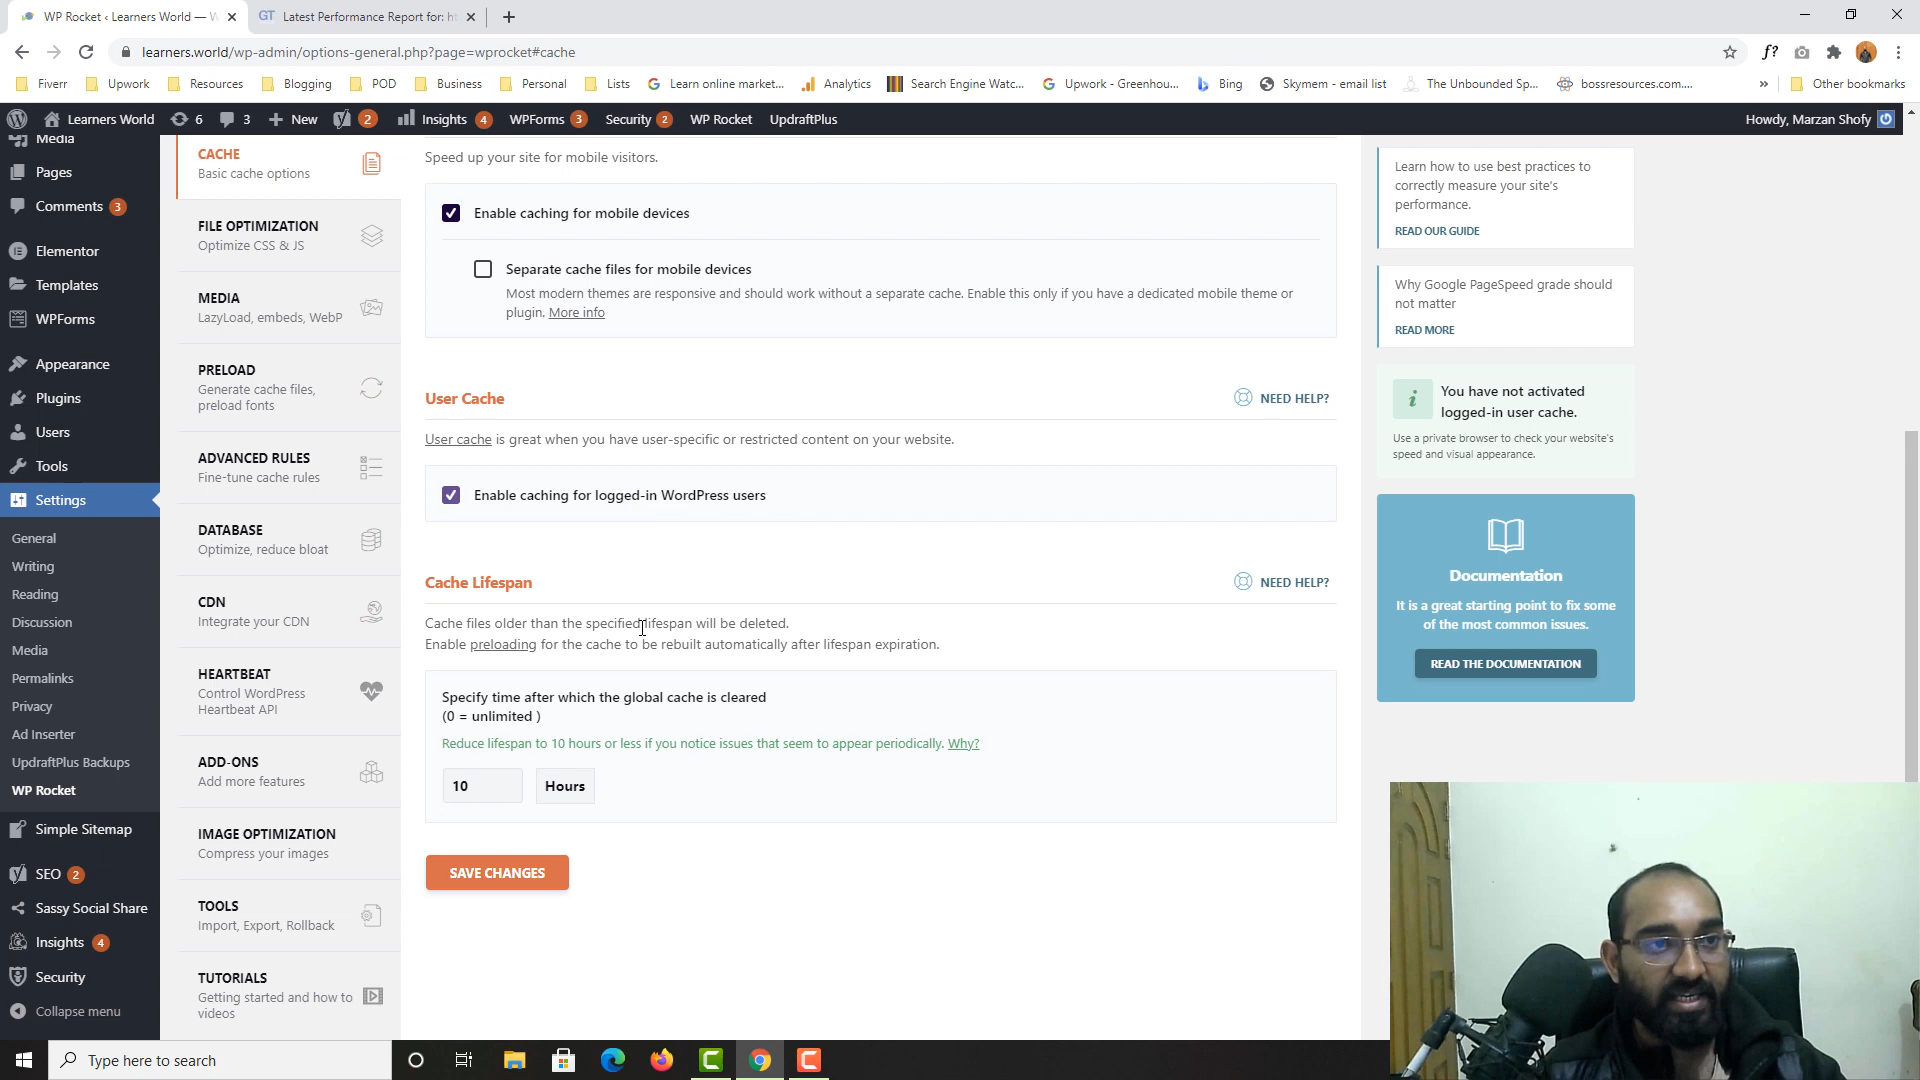 WP Rocket ‹ Learners World — W
GT Latest Performance Report for: ht
learners.world/wp-admin/options-general.php?page=wprocket#cache
f?
Fiverr Upwork Resources Blogging POD Business Personal Lists Learn online market... Analytics Search Engine Watc... Upwork - Greenhou... Bing Skymem - email list The Unbounded Sp... bossresources.com.... » Other bookmarks
Learners World 6 3 New 2 Insights 4 WPForms 3 Security 2 WP Rocket UpdraftPlus Howdy, Marzan Shofy
Media
Pages
Comments 3
Elementor
Templates
WPForms
Appearance
Plugins
Users
Tools
Settings
General
Writing
Reading
Discussion
Media
Permalinks
Privacy
Ad Inserter
UpdraftPlus Backups
WP Rocket
Simple Sitemap
SEO 2
Sassy Social Share
Insights 4
Security
Collapse menu
CACHE
Basic cache options
FILE OPTIMIZATION
Optimize CSS & JS
MEDIA
LazyLoad, embeds, WebP
PRELOAD
Generate cache files,
preload fonts
ADVANCED RULES
Fine-tune cache rules
DATABASE
Optimize, reduce bloat
CDN
Integrate your CDN
HEARTBEAT
Control WordPress
Heartbeat API
ADD-ONS
Add more features
IMAGE OPTIMIZATION
Compress your images
TOOLS
Import, Export, Rollback
TUTORIALS
Getting started and how to
videos
Speed up your site for mobile visitors.
Enable caching for mobile devices
Separate cache files for mobile devices
Most modern themes are responsive and should work without a separate cache. Enable this only if you have a dedicated mobile theme or
plugin. More info
User Cache NEED HELP?
User cache is great when you have user-specific or restricted content on your website.
Enable caching for logged-in WordPress users
Cache Lifespan NEED HELP?
Cache files older than the specified lifespan will be deleted.
Enable preloading for the cache to be rebuilt automatically after lifespan expiration.
Specify time after which the global cache is cleared
(0 = unlimited )
Reduce lifespan to 10 hours or less if you notice issues that seem to appear periodically. Why?
10 Hours
SAVE CHANGES
Learn how to use best practices to
correctly measure your site's
performance.
READ OUR GUIDE
Why Google PageSpeed grade should
not matter
READ MORE
i You have not activated
logged-in user cache.
Use a private browser to check your website's
speed and visual appearance.
Documentation
It is a great starting point to fix some
of the most common issues.
READ THE DOCUMENTATION
Type here to search